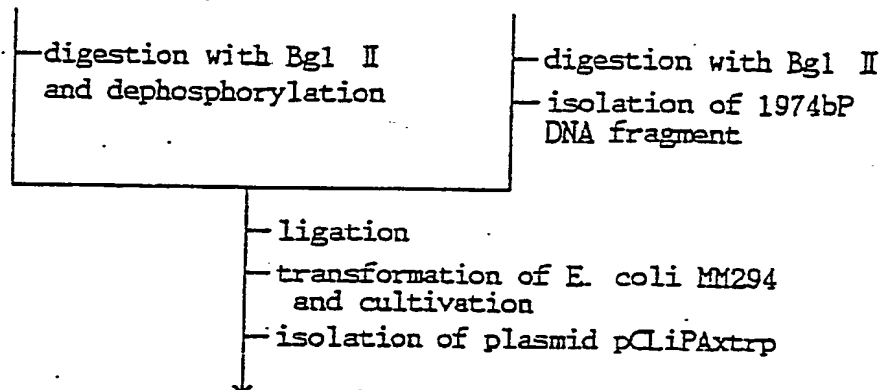 digestion with Bgl II
and dephosphorylation
digestion with Bgl II
isolation of 1974bP
DNA fragment
ligation
transformation of E. coli MM294
and cultivation
isolation of plasmid pCLiPAxtrp